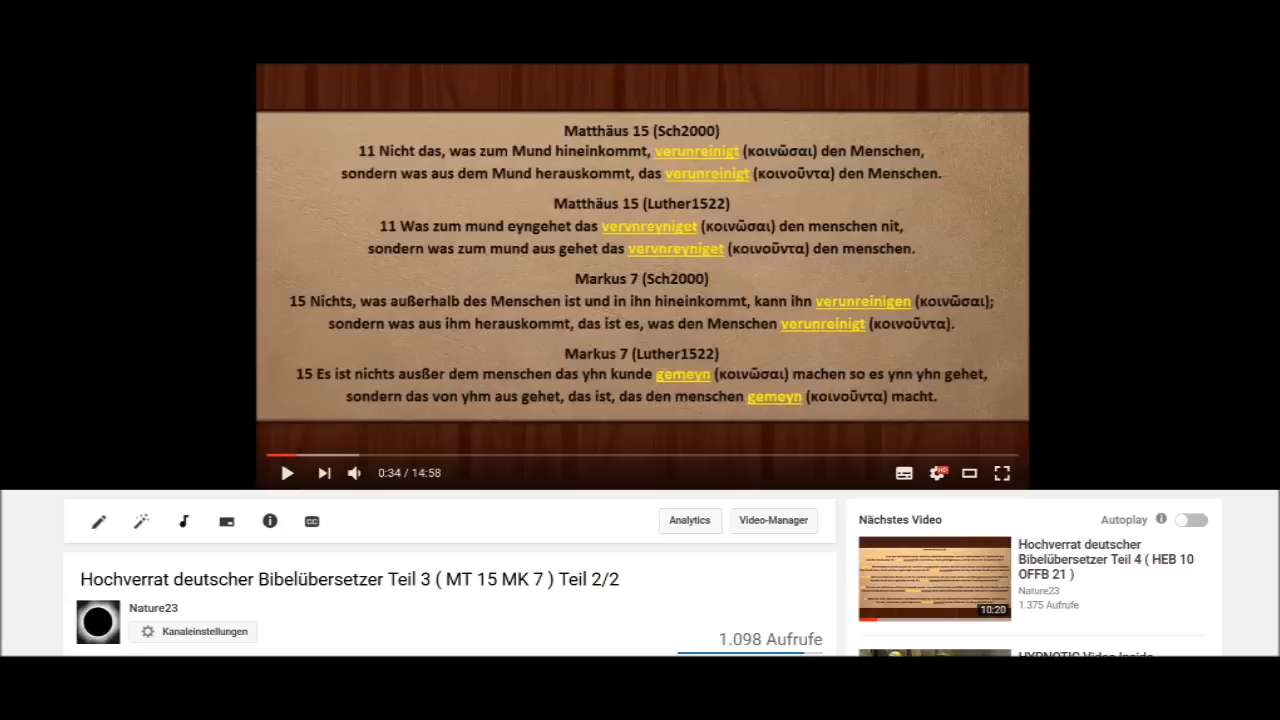 Matthäus 15 (Sch2000)
11 Nicht das, was zum Mund hineinkommt, verunreinigt (κοινῶσαι) den Menschen,
sondern was aus dem Mund herauskommt, das verunreinigt (κοινοῦντα) den Menschen.
Matthäus 15 (Luther1522)
11 Was zum mund eyngehet das vervnreyniget (κοινῶσαι) den menschen nit,
sondern was zum mund aus gehet das vervnreyniget (κοινοῦντα) den menschen.
Markus 7 (Sch2000)
15 Nichts, was außerhalb des Menschen ist und in ihn hineinkommt, kann ihn verunreinigen (κοινῶσαι);
sondern was aus ihm herauskommt, das ist es, was den Menschen verunreinigt (κοινοῦντα).
Markus 7 (Luther1522)
15 Es ist nichts ausßer dem menschen das yhn kunde gemeyn (κοινῶσαι) machen so es ynn yhn gehet,
sondern das von yhm aus gehet, das ist, das den menschen gemeyn (κοινοῦντα) macht.
0:34 / 14:58
HD
CC
Analytics
Video-Manager
Hochverrat deutscher Bibelübersetzer Teil 3 ( MT 15 MK 7 ) Teil 2/2
Nature23
Kanaleinstellungen
1.098 Aufrufe
Nächstes Video
Autoplay
10:20
Hochverrat deutscher
Bibelübersetzer Teil 4 ( HEB 10
OFFB 21 )
Nature23
1.375 Aufrufe
HYPNOTIC Video Inside